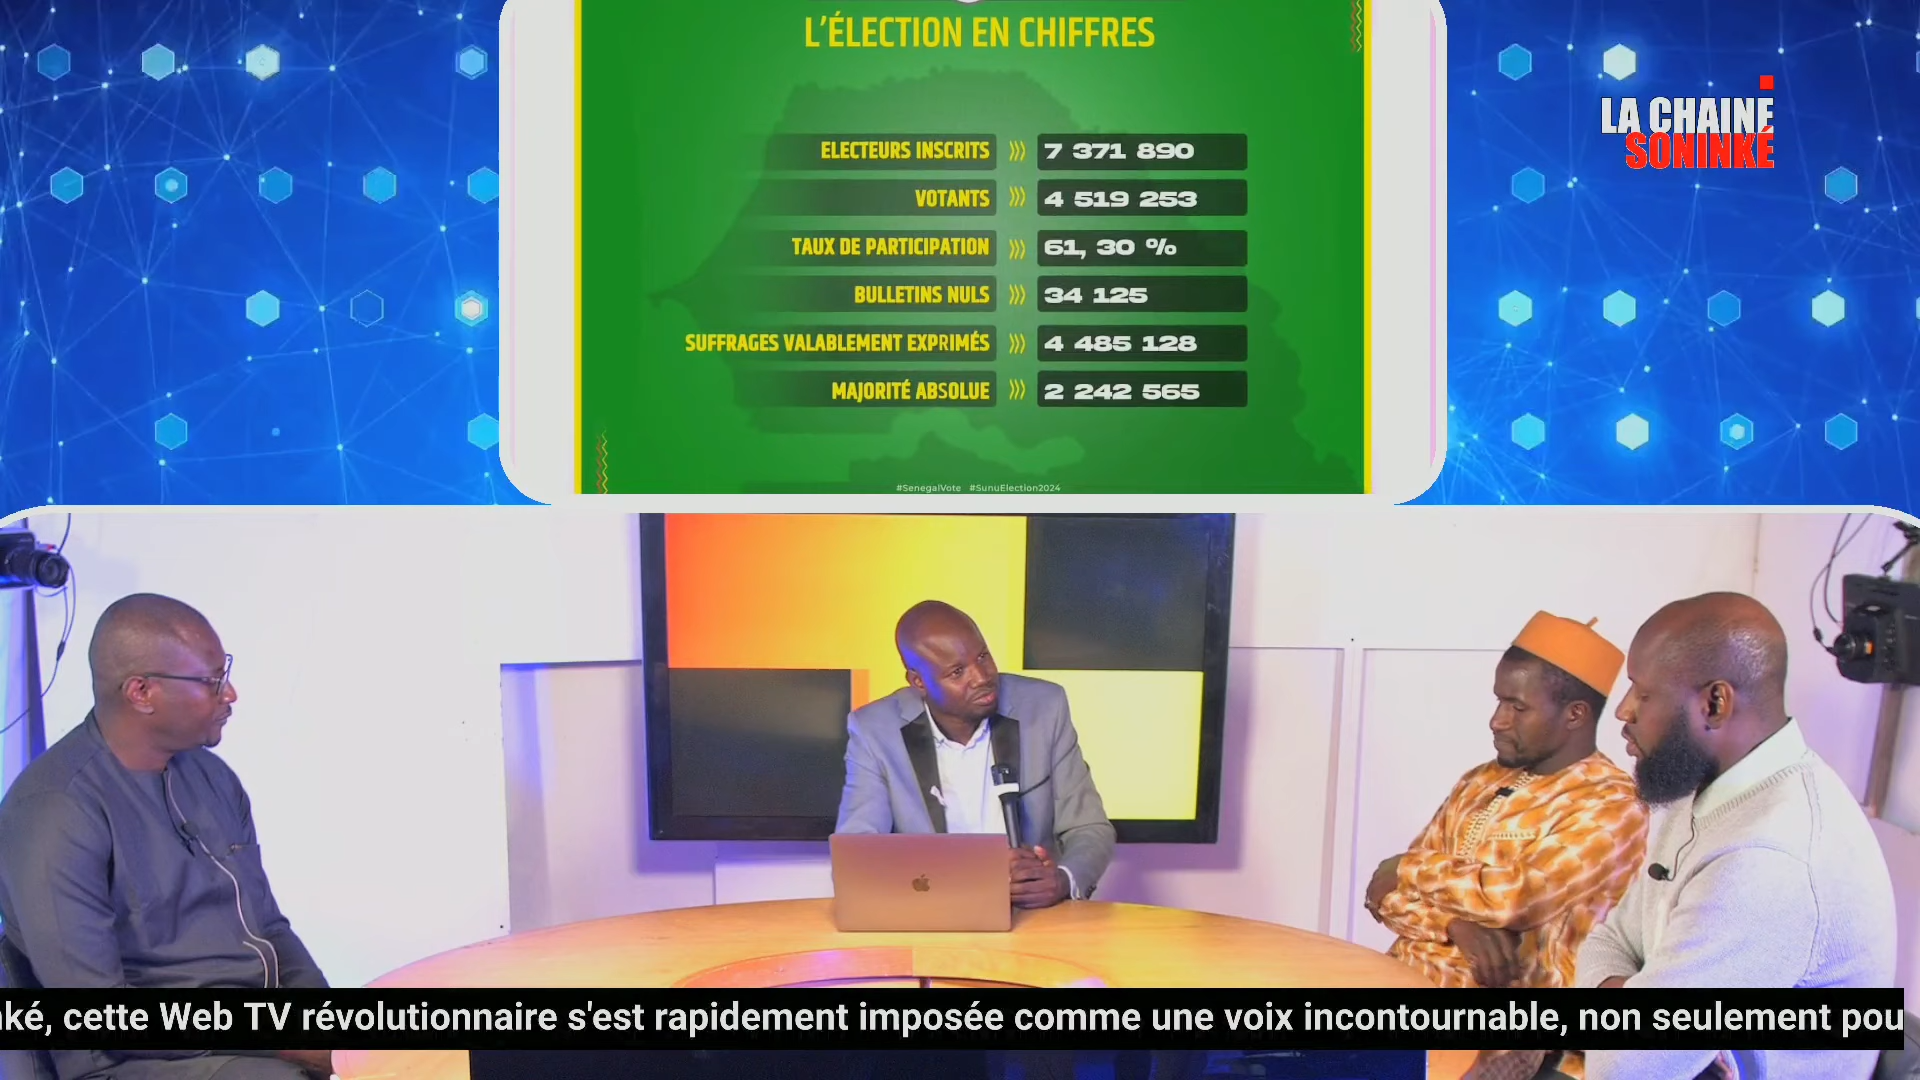 L'ÉLECTION EN CHIFFRES
ELECTEURS INSCRITS 7 371 890
VOTANTS 4 519 253
TAUX DE PARTICIPATION 61, 30 %
BULLETINS NULS 34 125
SUFFRAGES VALABLEMENT EXPRIMÉS 4 485 128
MAJORITÉ ABSOLUE 2 242 565
#SenegalVote #SunuElection2024
LA CHAINE
SONINKÉ
nké, cette Web TV révolutionnaire s'est rapidement imposée comme une voix incontournable, non seulement pou